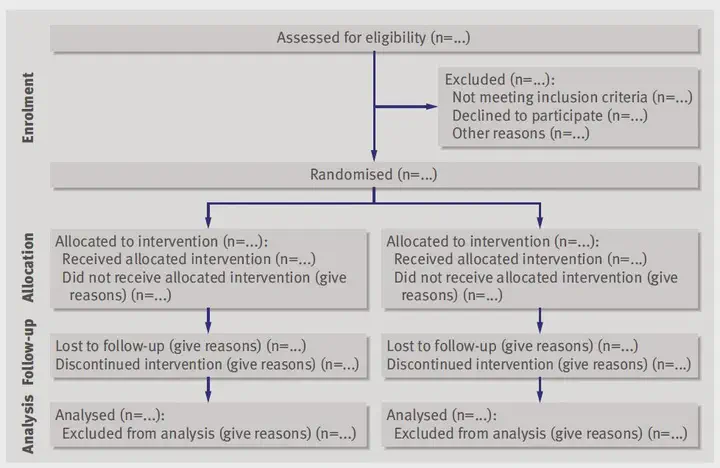 Enrolment
Assessed for eligibility (n=...)
Excluded (n=...):
Not meeting inclusion criteria (n=...)
Declined to participate (n=...)
Other reasons (n=...)
Randomised (n=...)
Allocation
Allocated to intervention (n=...):
Received allocated intervention (n=...)
Did not receive allocated intervention (give
reasons) (n=...)
Allocated to intervention (n=...):
Received allocated intervention (n=...)
Did not receive allocated intervention (give
reasons) (n=...)
Follow-up
Lost to follow-up (give reasons) (n=...)
Discontinued intervention (give reasons) (n=...)
Lost to follow-up (give reasons) (n=...)
Discontinued intervention (give reasons) (n=...)
Analysis
Analysed (n=...):
Excluded from analysis (give reasons) (n=...)
Analysed (n=...):
Excluded from analysis (give reasons) (n=...)